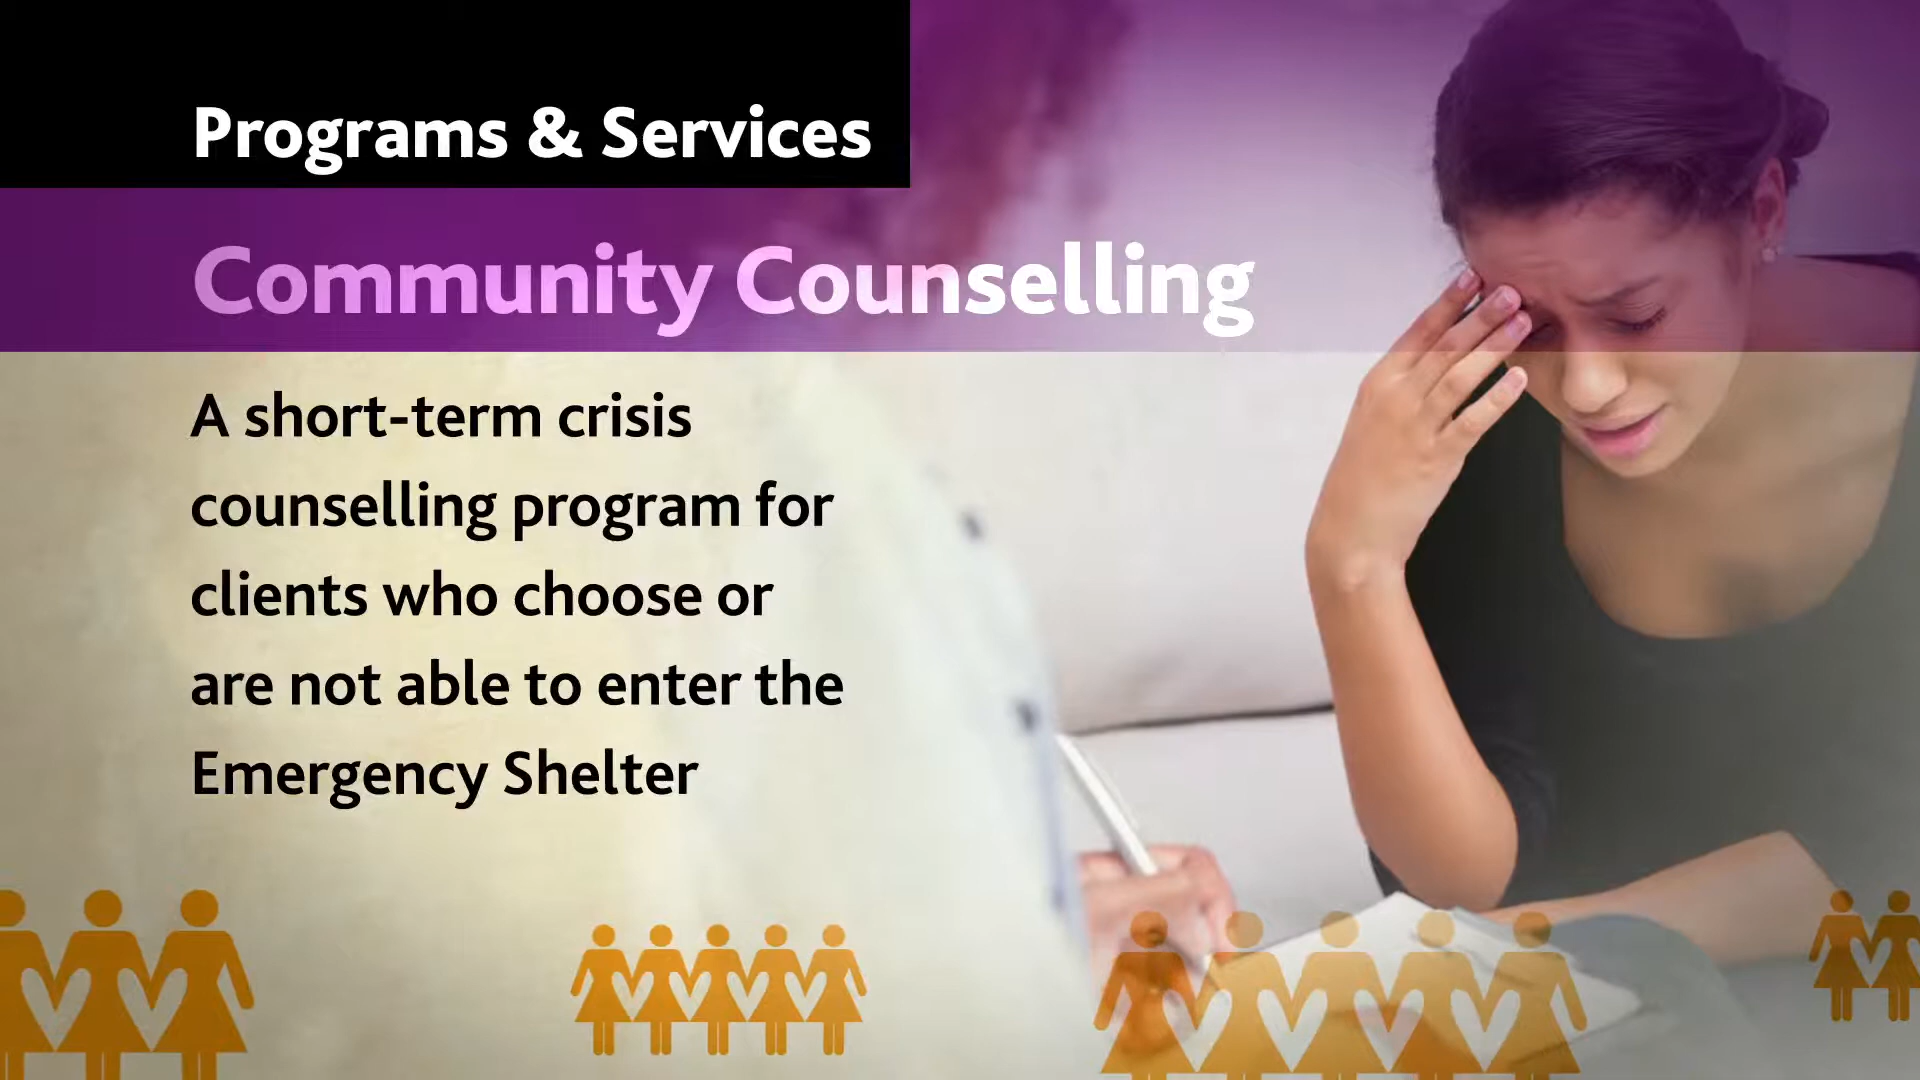 Programs & Services
Community Counselling
A short-term crisis
counselling program for
clients who choose or
are not able to enter the
Emergency Shelter